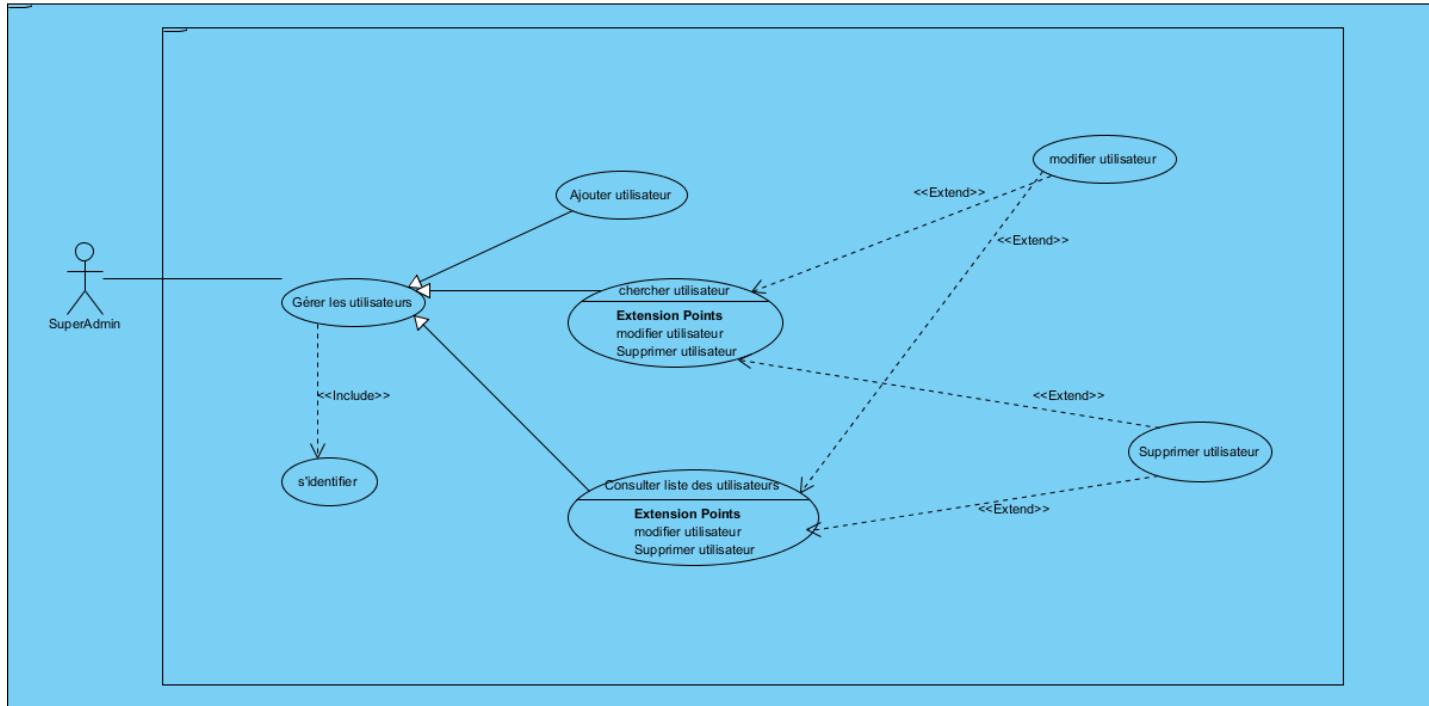 modifier utilisateur
<<Extend>>
Ajouter utilisateur
<<Extend>>
SuperAdmin
Gérer les utilisateurs
chercher utilisateur
Extension Points
modifier utilisateur
Supprimer utilisateur
<<Include>>
<<Extend>>
Supprimer utilisateur
s'identifier
Consulter liste des utilisateurs
Extension Points
modifier utilisateur
Supprimer utilisateur
<<Extend>>